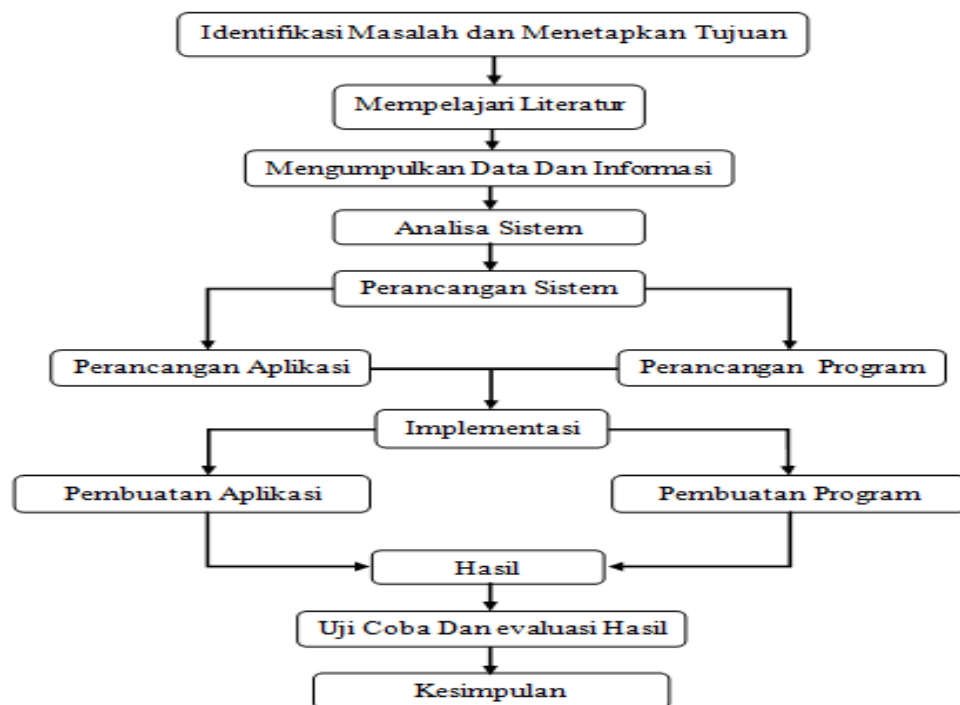 Identifikasi Masalah dan Menetapkan Tujuan
Mempelajari Literatur
Mengumpulkan Data Dan Informasi
Analisa Sistem
Perancangan Sistem
Perancangan Aplikasi
Perancangan Program
Implementasi
Pembuatan Aplikasi
Pembuatan Program
Hasil
Uji Coba Dan evaluasi Hasil
Kesimpulan